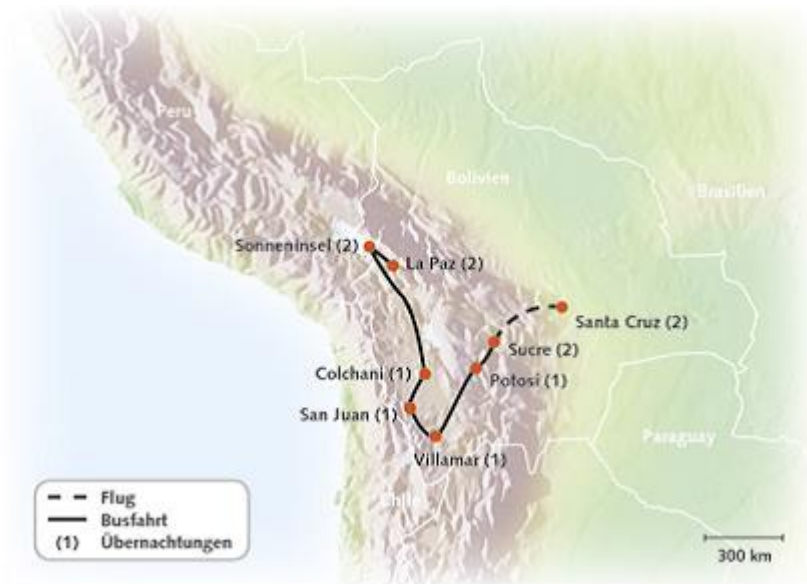 Peru
Bolivien
Brasilien
Sonneninsel (2)
La Paz (2)
Santa Cruz (2)
Sucre (2)
Colchani (1)
Potosí (1)
San Juan (1)
Villamar (1)
Paraguay
Chile
Flug
Busfahrt
(1) Übernachtungen
300 km